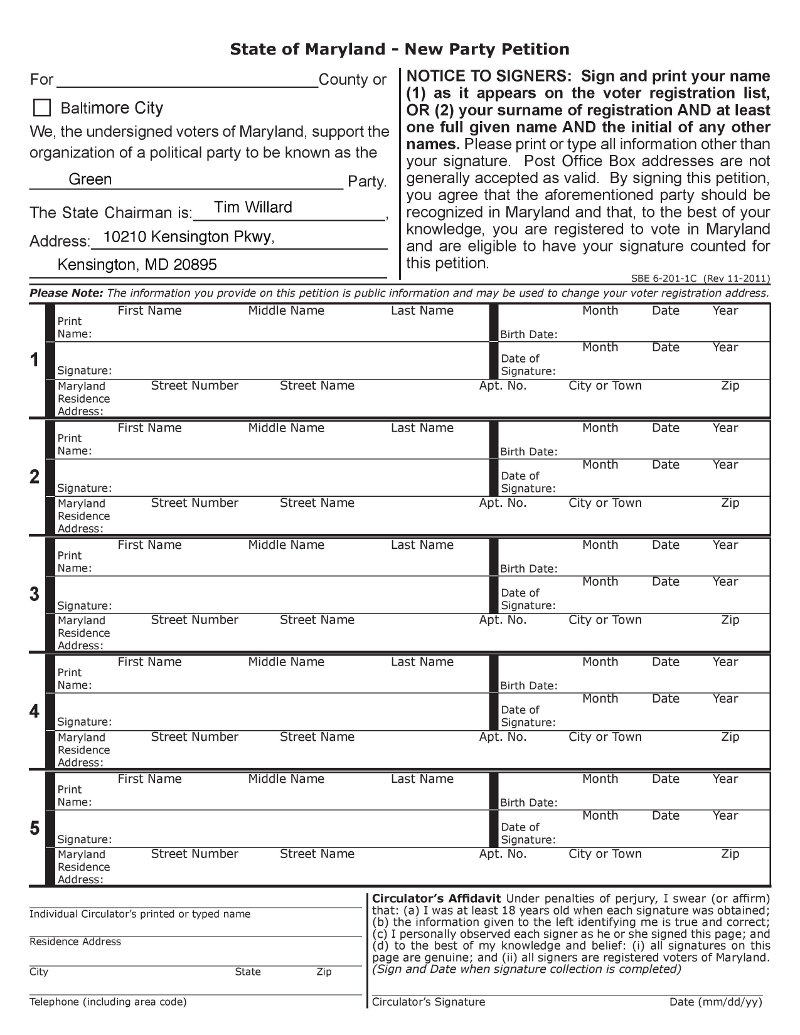 State of Maryland - New Party Petition
For County or
Baltimore City
We, the undersigned voters of Maryland, support the
organization of a political party to be known as the
Green Party.
The State Chairman is: Tim Willard,
Address: 10210 Kensington Pkwy,
Kensington, MD 20895
NOTICE TO SIGNERS: Sign and print your name
(1) as it appears on the voter registration list,
OR (2) your surname of registration AND at least
one full given name AND the initial of any other
names. Please print or type all information other than
your signature. Post Office Box addresses are not
generally accepted as valid. By signing this petition,
you agree that the aforementioned party should be
recognized in Maryland and that, to the best of your
knowledge, you are registered to vote in Maryland
and are eligible to have your signature counted for
this petition.
SBE 6-201-1C (Rev 11-2011)
Please Note: The information you provide on this petition is public information and may be used to change your voter registration address.
1
First Name Middle Name Last Name Month Date Year
Print
Name: Birth Date:
Month Date Year
Date of
Signature: Signature:
Maryland Street Number Street Name Apt. No. City or Town Zip
Residence
Address:
2
First Name Middle Name Last Name Month Date Year
Print
Name: Birth Date:
Month Date Year
Date of
Signature: Signature:
Maryland Street Number Street Name Apt. No. City or Town Zip
Residence
Address:
3
First Name Middle Name Last Name Month Date Year
Print
Name: Birth Date:
Month Date Year
Date of
Signature: Signature:
Maryland Street Number Street Name Apt. No. City or Town Zip
Residence
Address:
4
First Name Middle Name Last Name Month Date Year
Print
Name: Birth Date:
Month Date Year
Date of
Signature: Signature:
Maryland Street Number Street Name Apt. No. City or Town Zip
Residence
Address:
5
First Name Middle Name Last Name Month Date Year
Print
Name: Birth Date:
Month Date Year
Date of
Signature: Signature:
Maryland Street Number Street Name Apt. No. City or Town Zip
Residence
Address:
Individual Circulator's printed or typed name
Residence Address
City State Zip
Telephone (including area code)
Circulator's Affidavit Under penalties of perjury, I swear (or affirm)
that: (a) I was at least 18 years old when each signature was obtained;
(b) the information given to the left identifying me is true and correct;
(c) I personally observed each signer as he or she signed this page; and
(d) to the best of my knowledge and belief: (i) all signatures on this
page are genuine; and (ii) all signers are registered voters of Maryland.
(Sign and Date when signature collection is completed)
Circulator's Signature Date (mm/dd/yy)